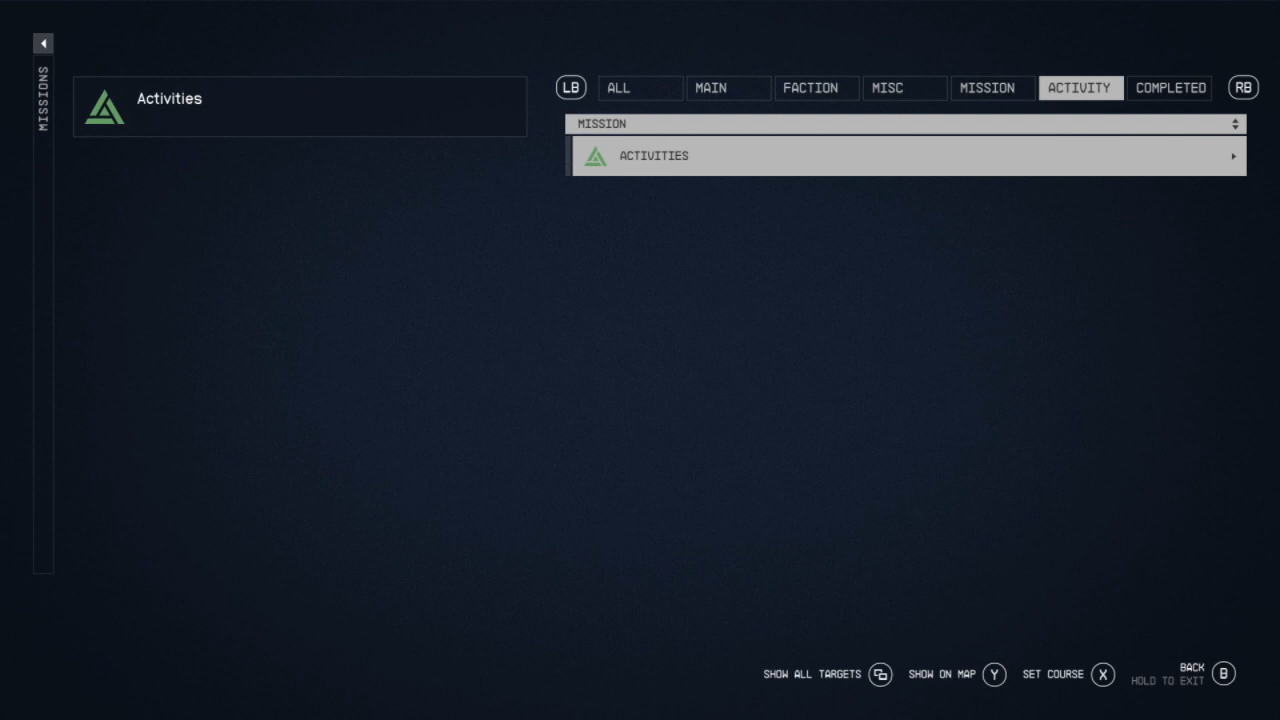 MISSIONS
Activities
LB ALL MAIN FACTION MISC MISSION ACTIVITY COMPLETED RB
MISSION
ACTIVITIES
SHOW ALL TARGETS SHOW ON MAP Y SET COURSE X BACK B
HOLD TO EXIT